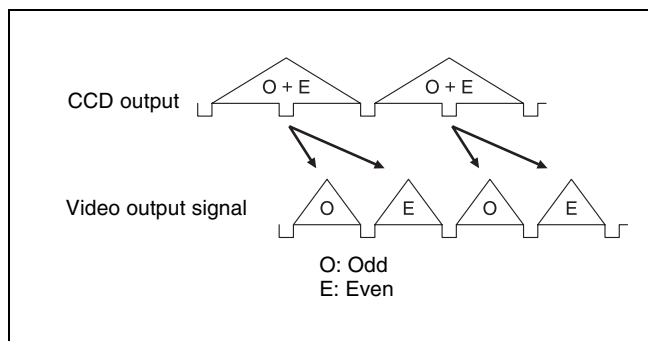 O + E
O + E
CCD output
O
E
O
E
Video output signal
O: Odd
E: Even